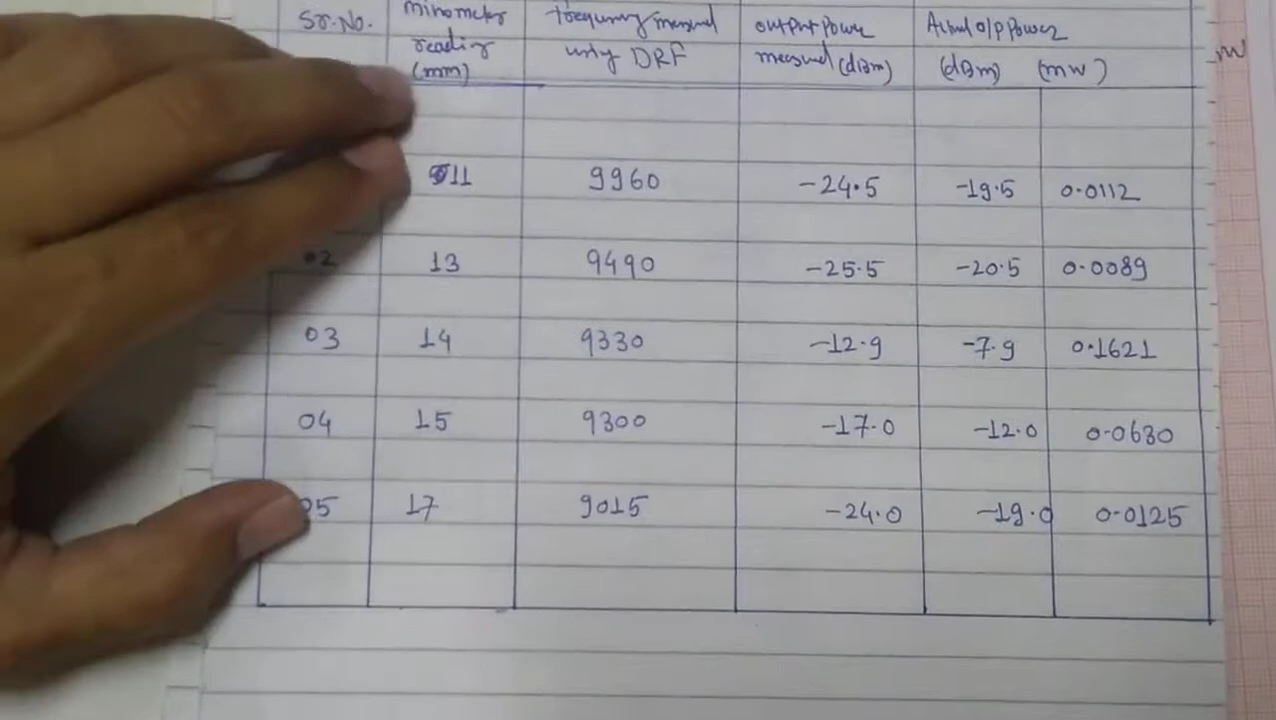 Sr.No. micrometer reading (mm) frequency measured using DRF output power measured (dBm) Actual o/p power (dBm) (mw)
11 9960 -24.5 -19.5 0.0112
02 13 9490 -25.5 -20.5 0.0089
03 14 9330 -12.9 -7.9 0.1621
04 15 9300 -17.0 -12.0 0.0630
05 17 9015 -24.0 -19.0 0.0125